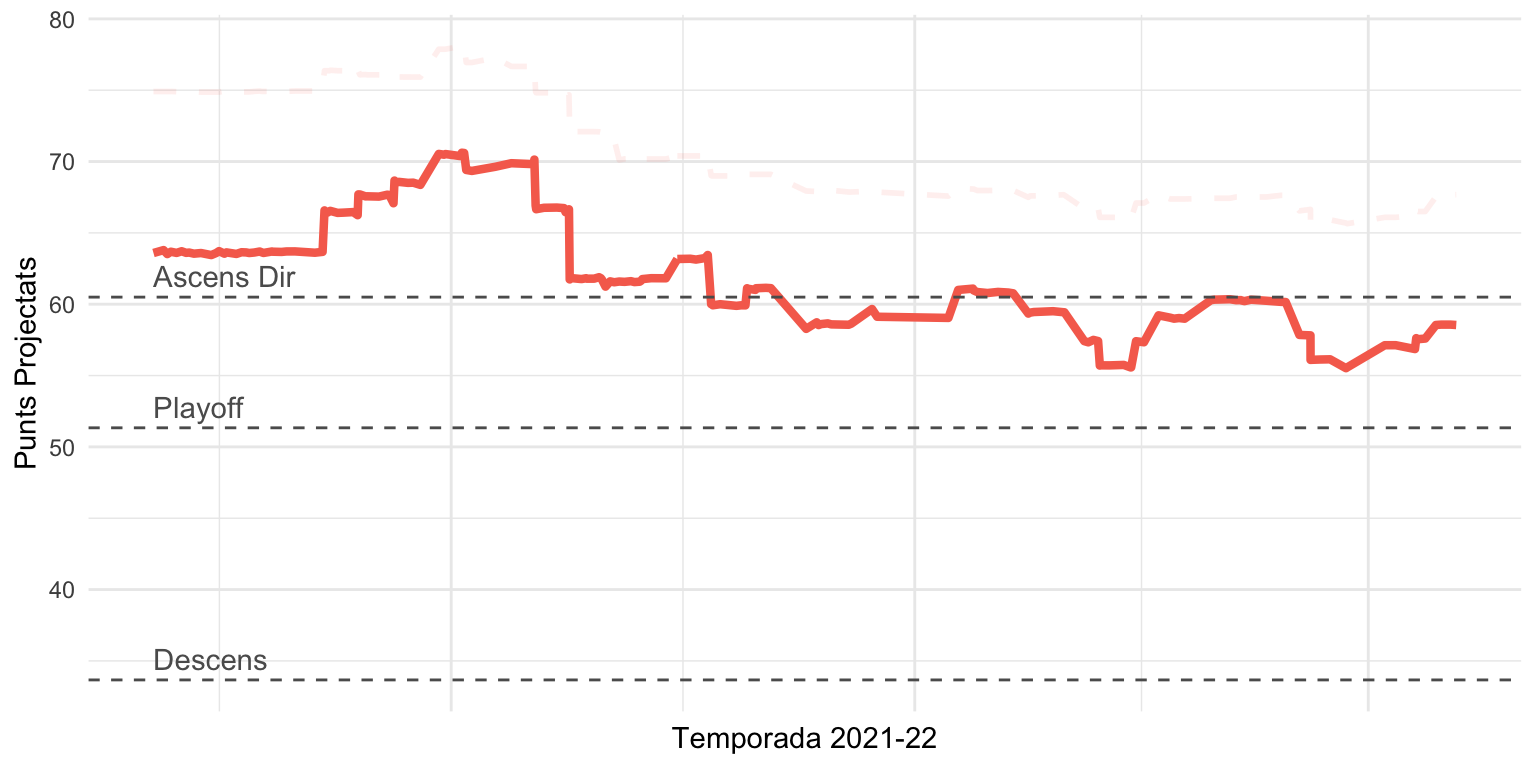 80
70
60
50
40
Punts Projectats
Ascens Dir
Playoff
Descens
Temporada 2021-22